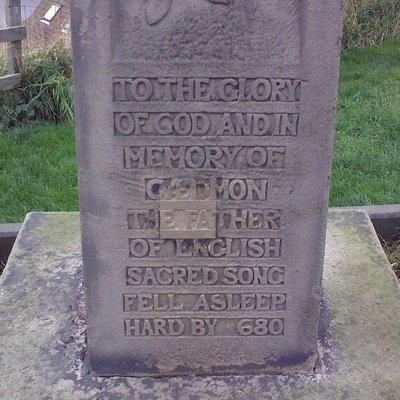 TO THE GLORY
OF GOD AND IN
MEMORY OF
CÆDMON
THE FATHER
OF ENGLISH
SACRED SONG
FELL ASLEEP
HARD BY 680